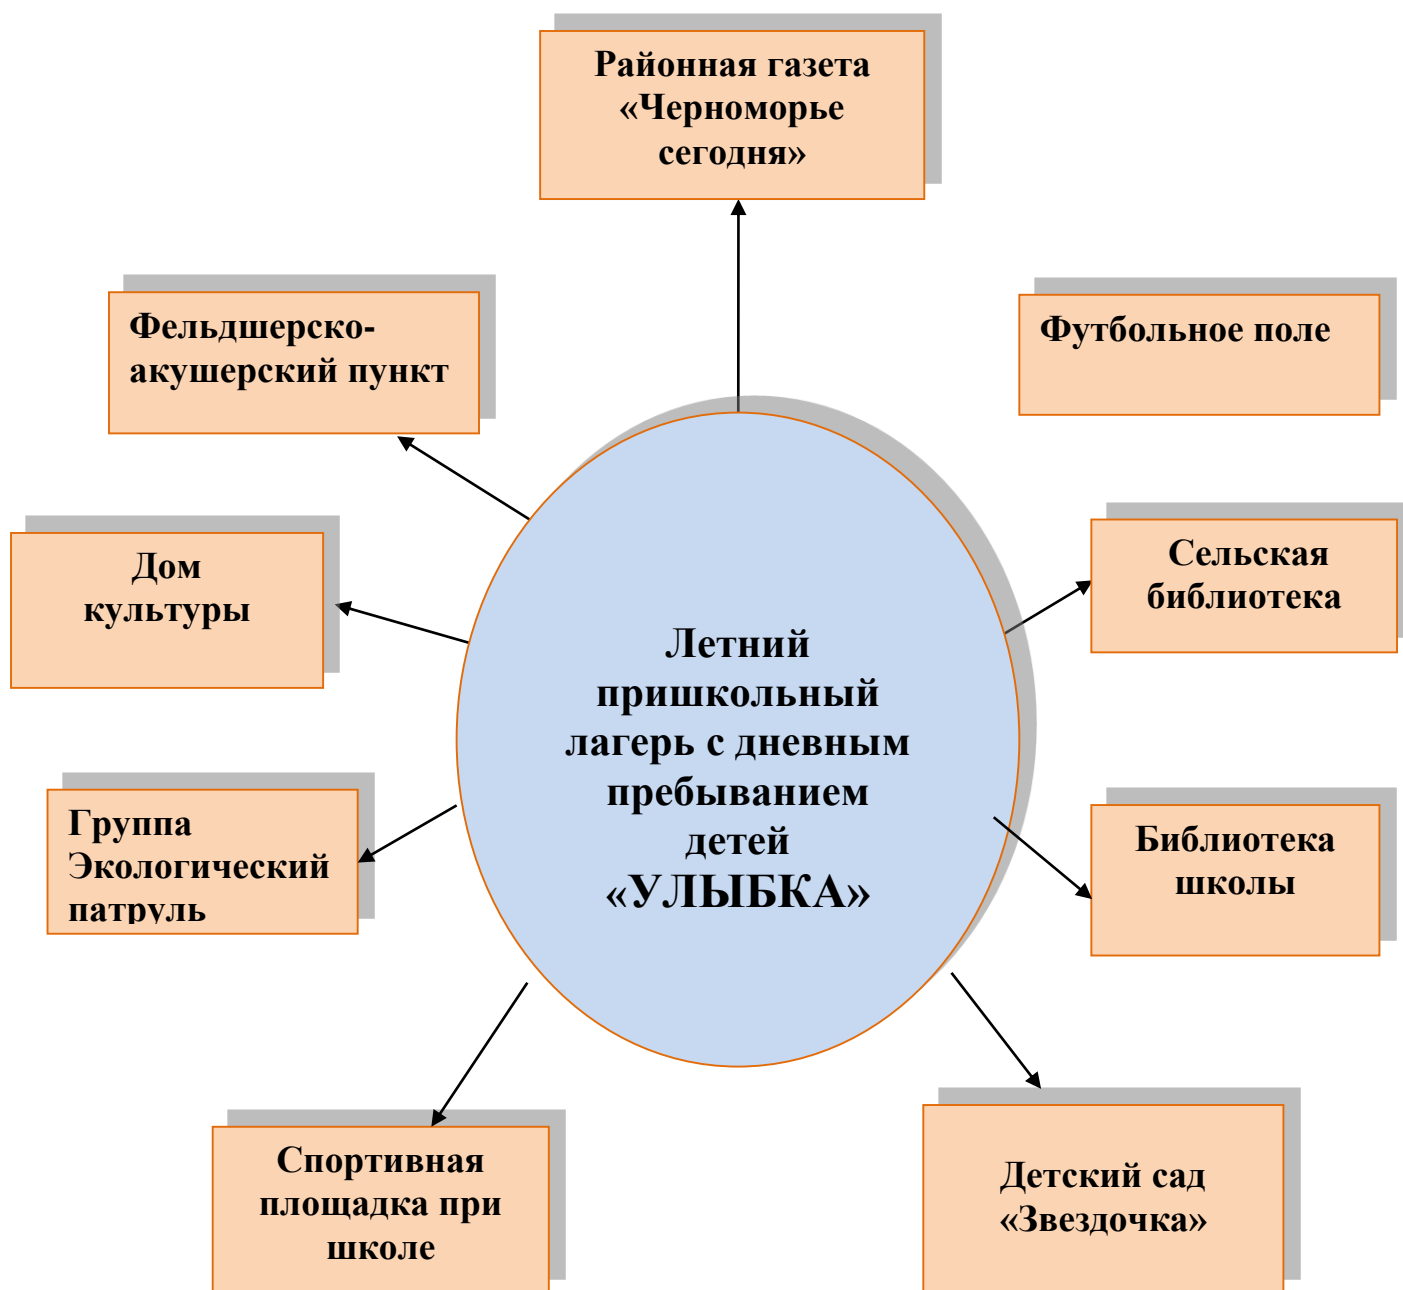 Районная газета
«Черноморье
сегодня»
Фельдшерско-
акушерский пункт
Футбольное поле
Дом
культуры
Сельская
библиотека
Летний
пришкольный
лагерь с дневным
пребыванием
детей
«УЛЫБКА»
Группа
Экологический
патруль
Библиотека
школы
Спортивная
площадка при
школе
Детский сад
«Звездочка»